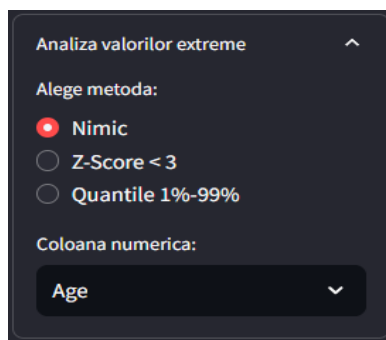 Analiza valorilor extreme
Alege metoda:
Nimic
Z-Score < 3
Quantile 1%-99%
Coloana numerica:
Age